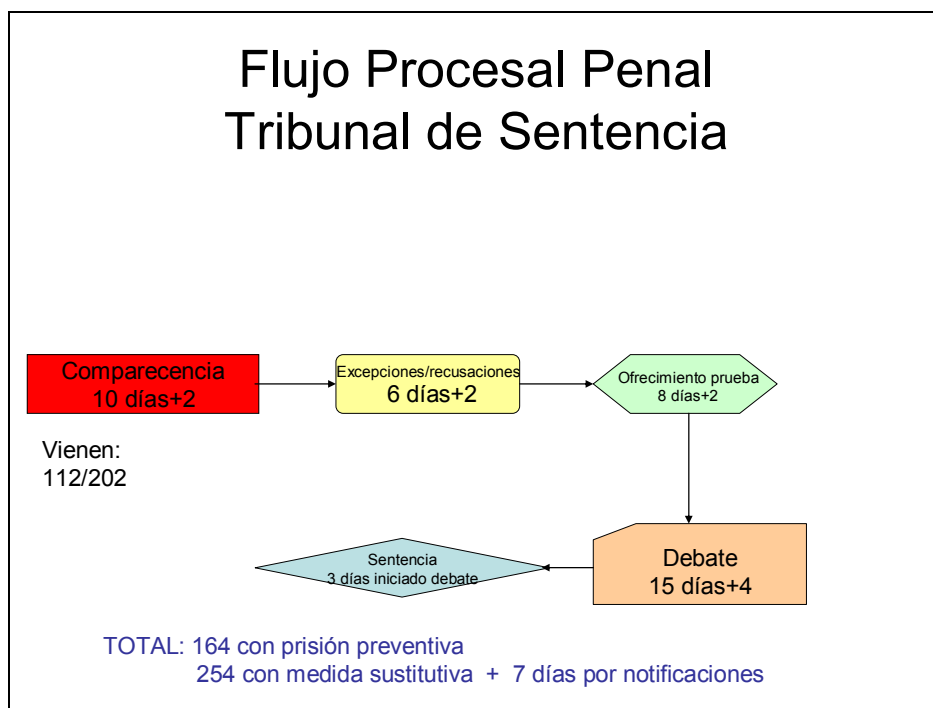 Flujo Procesal Penal
Tribunal de Sentencia
Comparecencia
10 días+2
Excepciones/recusaciones
6 días+2
Ofrecimiento prueba
8 días+2
Vienen:
112/202
Debate
15 días+4
Sentencia
3 días iniciado debate
TOTAL: 164 con prisión preventiva
254 con medida sustitutiva + 7 días por notificaciones